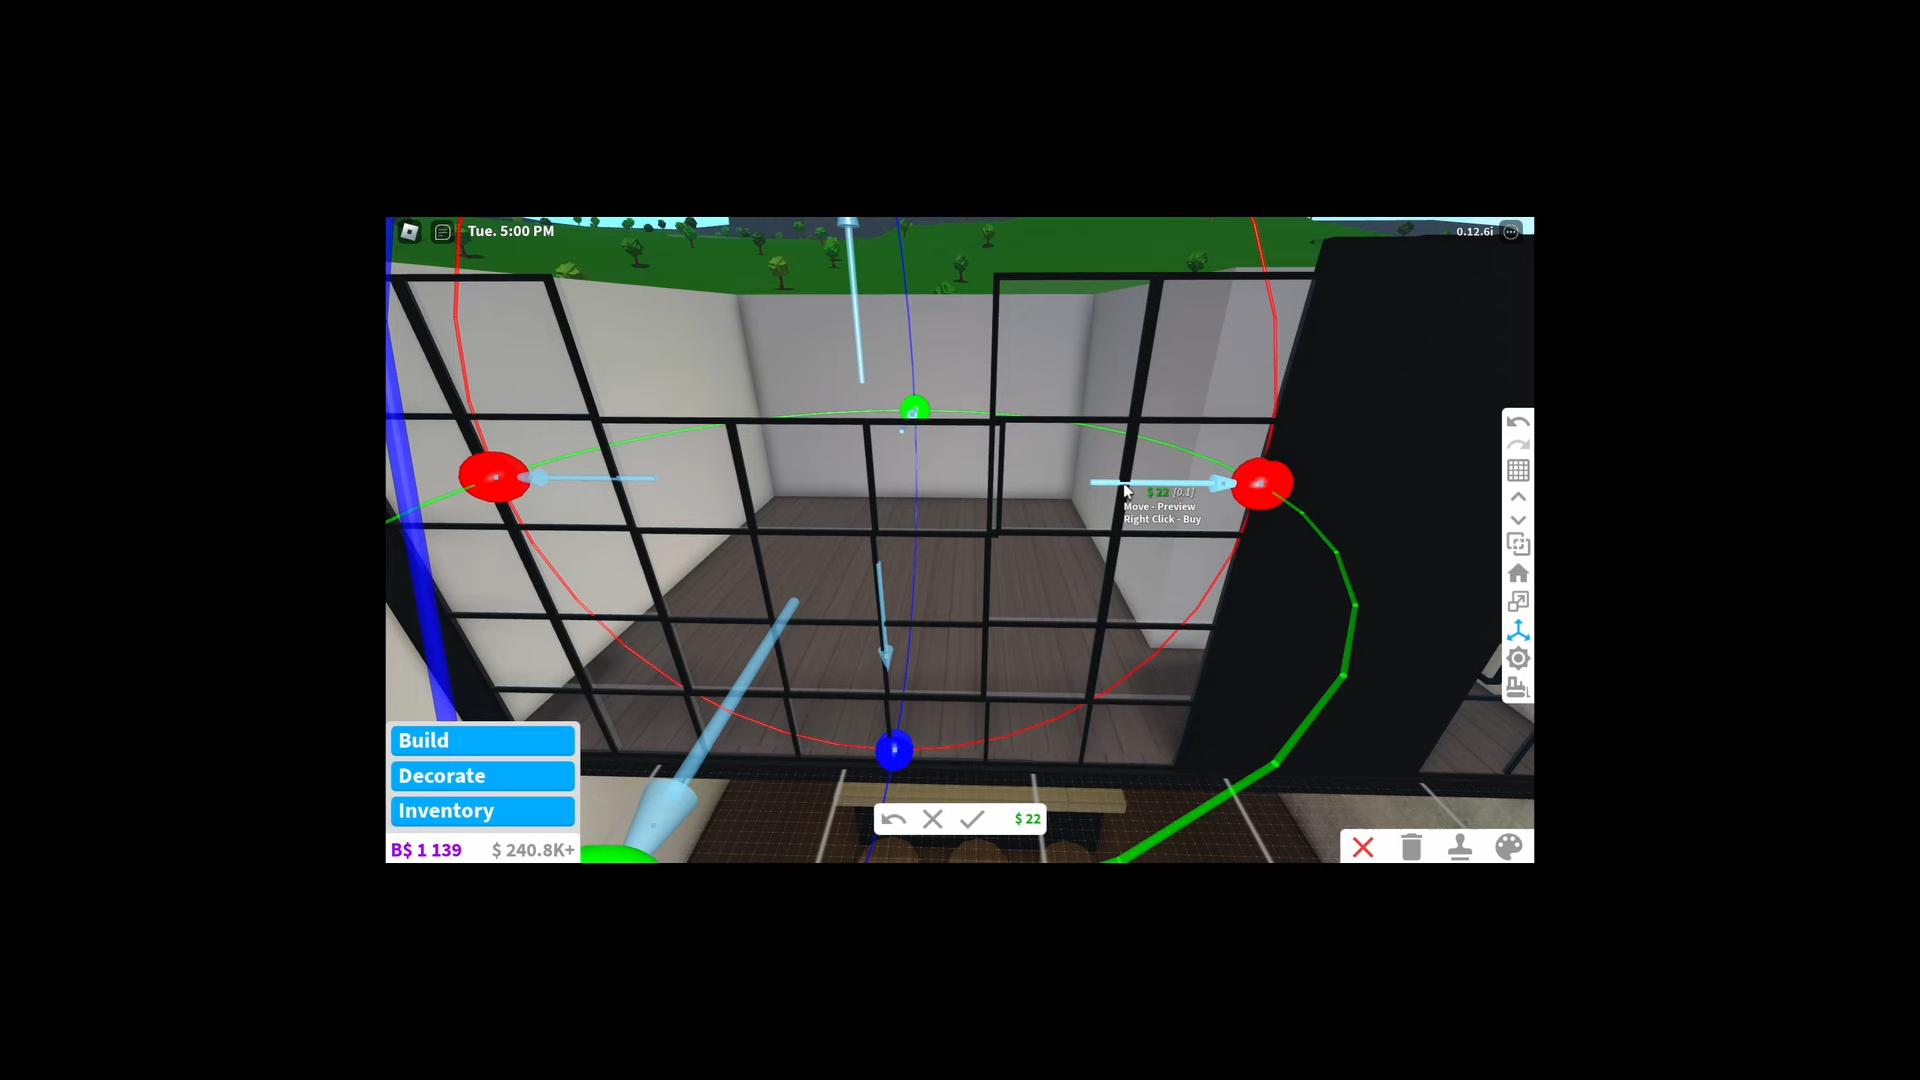 Tue. 5:00 PM
0.12.6i
$ 22 [0.1]
Move - Preview
Right Click - Buy
Build
Decorate
Inventory
B$ 1 139 $ 240.8K+
$ 22